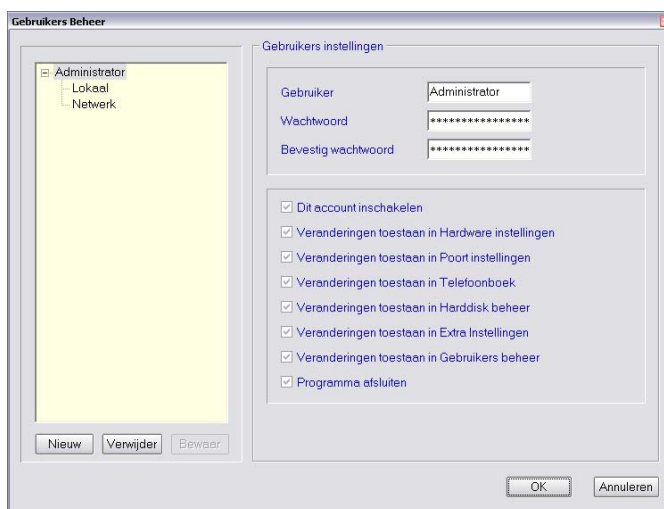 Gebruikers Beheer
Administrator
Lokaal
Netwerk
Nieuw
Verwijder
Bewaar
Gebruikers instellingen
Gebruiker
Administrator
Wachtwoord
****************
Bevestig wachtwoord
****************
Dit account inschakelen
Veranderingen toestaan in Hardware instellingen
Veranderingen toestaan in Poort instellingen
Veranderingen toestaan in Telefoonboek
Veranderingen toestaan in Harddisk beheer
Veranderingen toestaan in Extra Instellingen
Veranderingen toestaan in Gebruikers beheer
Programma afsluiten
OK
Annuleren